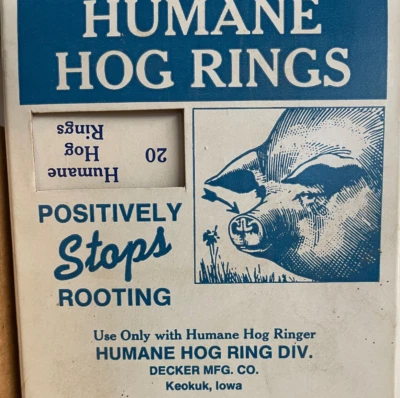 HUMANE
HOG RINGS
20 Humane
Hog
Rings
POSITIVELY
Stops
ROOTING
Use Only with Humane Hog Ringer
HUMANE HOG RING DIV.
DECKER MFG. CO.
Keokuk, Iowa